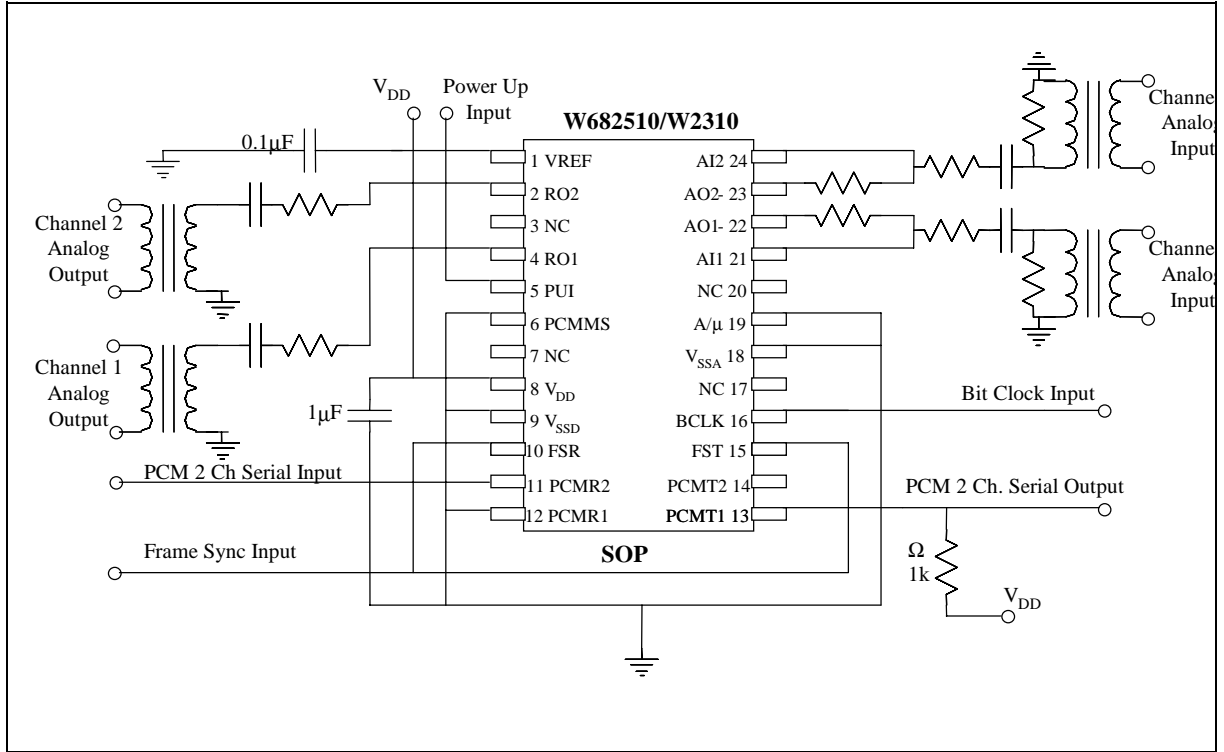 V_DD
Power Up
Input
W682510/W2310
0.1μF
1 VREF
2 RO2
3 NC
4 RO1
5 PUI
6 PCMMS
7 NC
8 V_DD
9 V_SSD
10 FSR
11 PCMR2
12 PCMR1
AI2 24
AO2- 23
AO1- 22
AI1 21
NC 20
A/μ 19
V_SSA 18
NC 17
BCLK 16
FST 15
PCMT2 14
PCMT1 13
SOP
Channel 2
Analog
Output
Channel 1
Analog
Output
1μF
PCM 2 Ch Serial Input
Frame Sync Input
Channe
Analog
Input
Channe
Analog
Input
Bit Clock Input
PCM 2 Ch. Serial Output
Ω
1k
V_DD